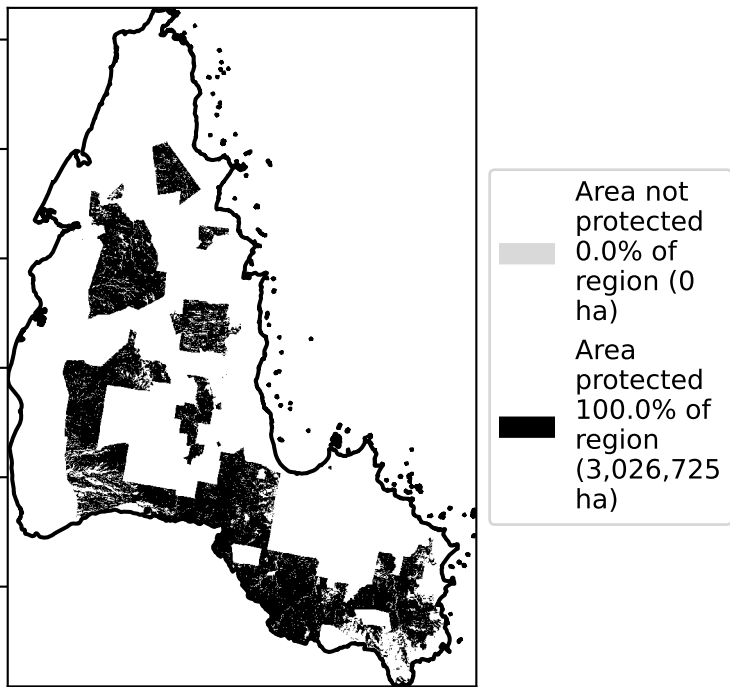 Area not
protected
0.0% of
region (0
ha)
Area
protected
100.0% of
region
(3,026,725
ha)